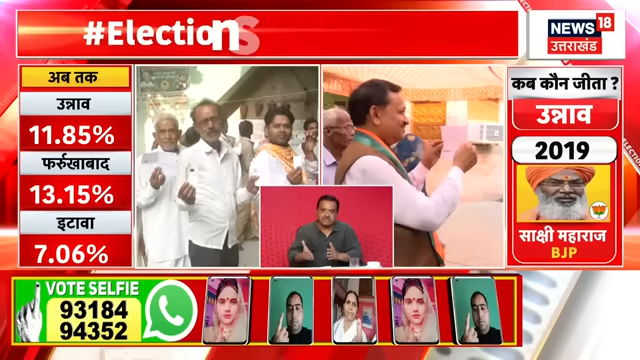 #Elections
NEWS 18
उत्तराखंड
अब तक
उन्नाव
11.85%
फर्रुखाबाद
13.15%
इटावा
7.06%
कब कौन जीता ?
उन्नाव
2019
साक्षी महाराज
BJP
VOTE SELFIE
93184
94352